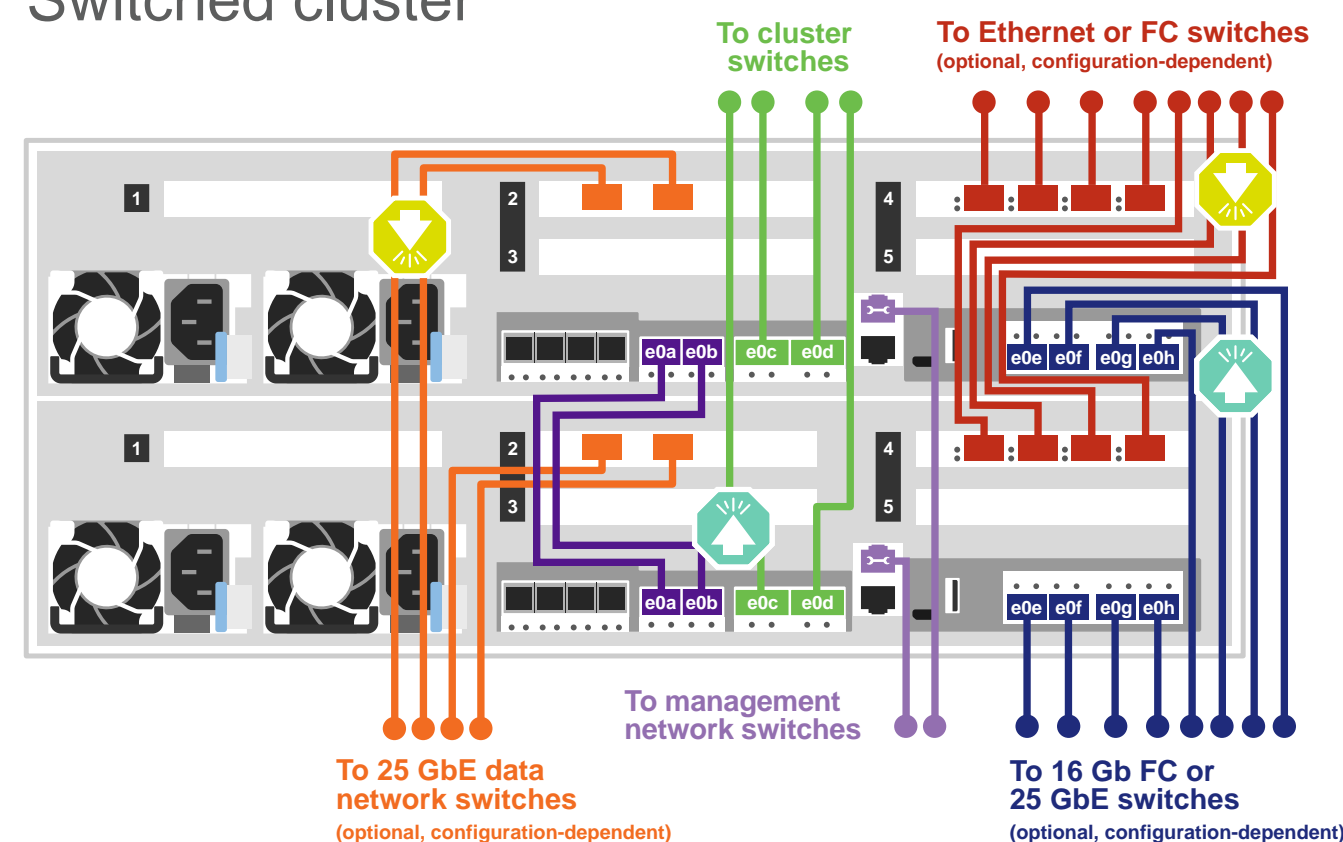 Switched cluster
To cluster
switches
To Ethernet or FC switches
(optional, configuration-dependent)
1
2
3
4
5
e0a e0b e0c e0d
e0e e0f e0g e0h
1
2
3
4
5
e0a e0b e0c e0d
e0e e0f e0g e0h
To management
network switches
To 25 GbE data
network switches
(optional, configuration-dependent)
To 16 Gb FC or
25 GbE switches
(optional, configuration-dependent)